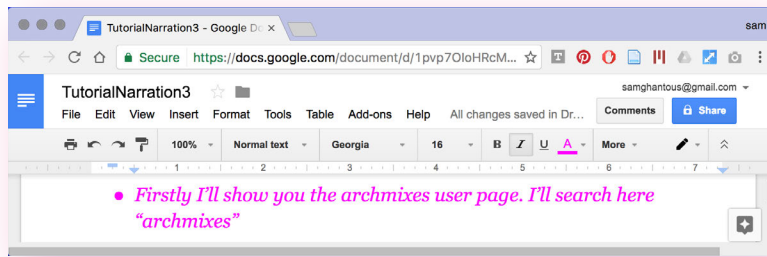 TutorialNarration3 - Google Do
sam
Secure https://docs.google.com/document/d/1pvp7OIoHRcM...
TutorialNarration3
samghantous@gmail.com
File Edit View Insert Format Tools Table Add-ons Help All changes saved in Dr... Comments Share
100% Normal text Georgia 16 B I U A More
1 2 3 4 5 6 7
• Firstly I'll show you the archmixes user page. I'll search here
"archmixes"